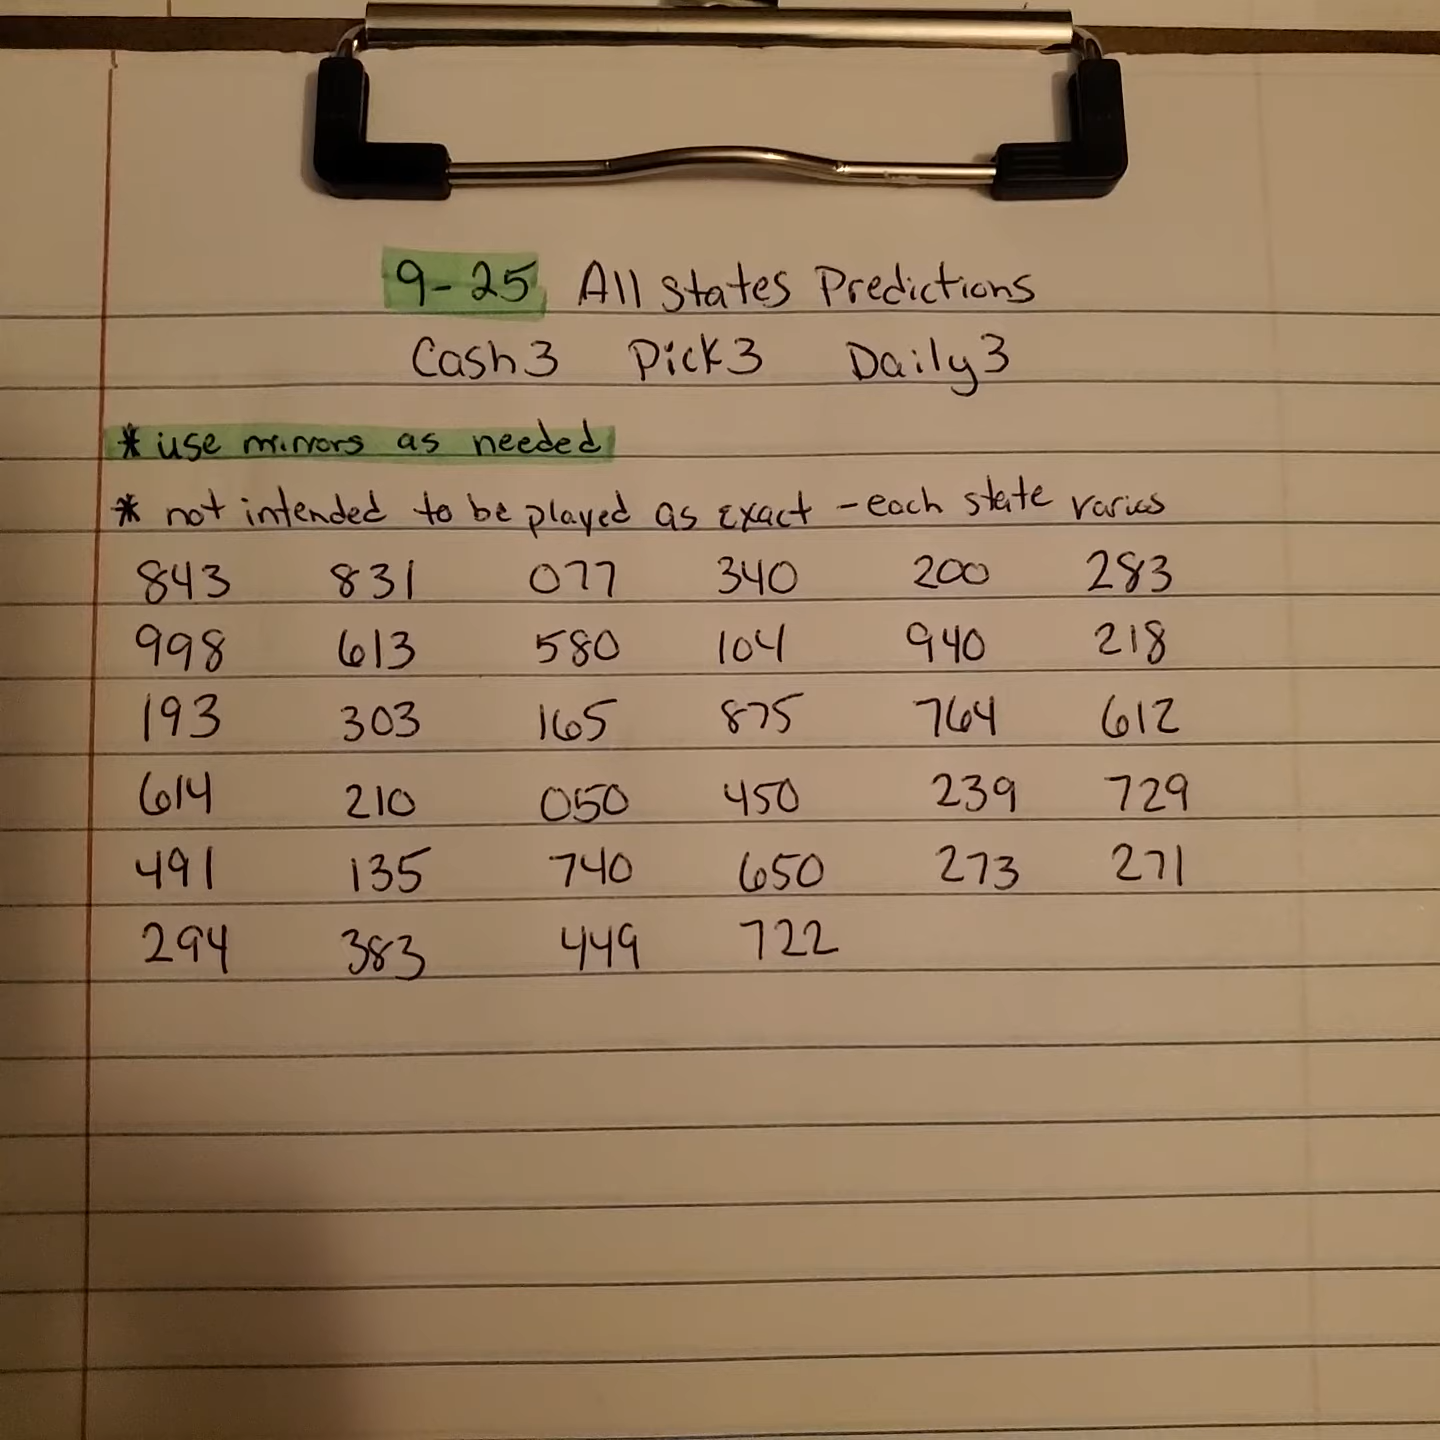 9-25 All states Predictions
Cash3 Pick3 Daily3
* use mirrors as needed
* not intended to be played as exact - each state varies
843 831 077 340 200 283
998 613 580 104 940 218
193 303 165 875 764 612
614 210 050 450 239 729
491 135 740 650 273 271
294 383 449 722